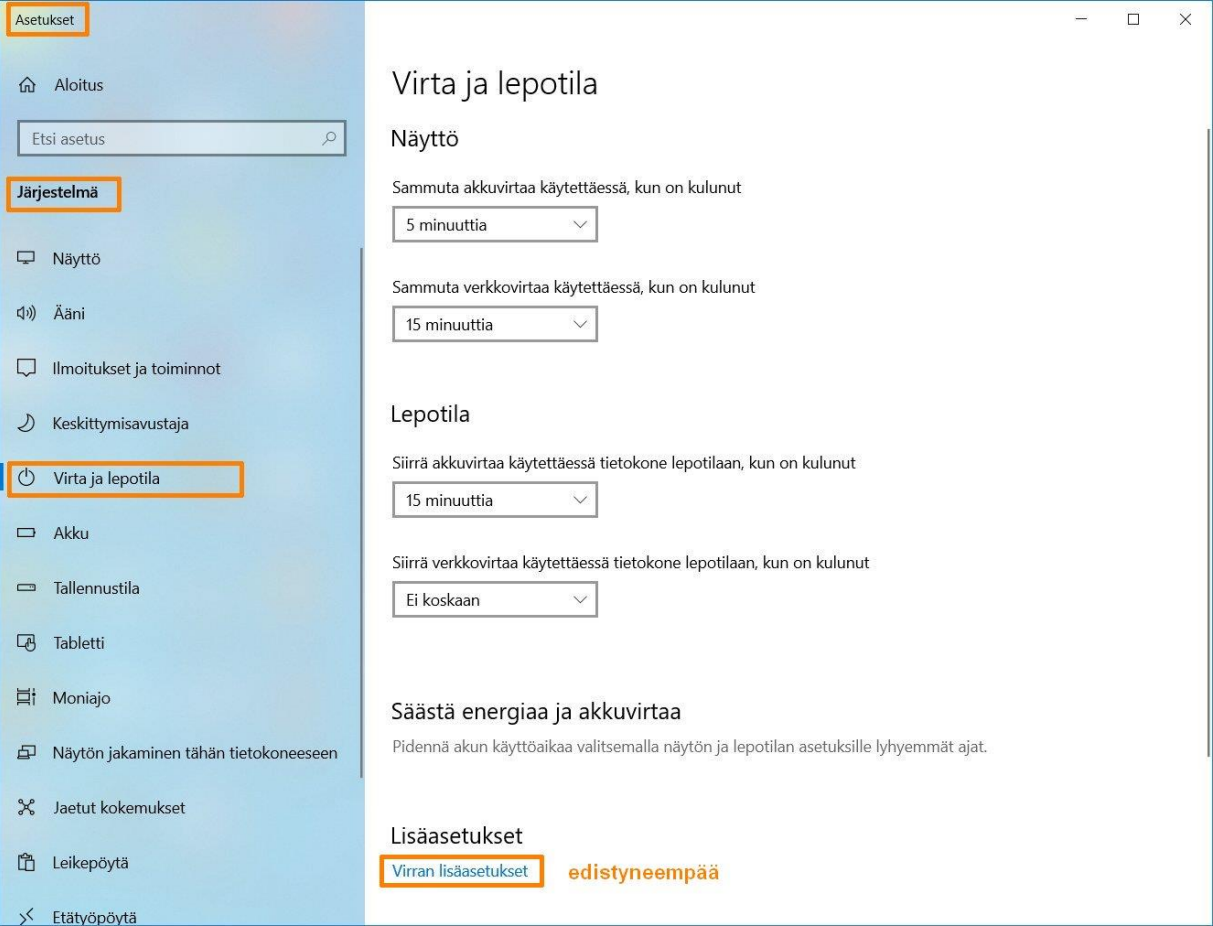 Asetukset
Aloitus
Etsi asetus
Järjestelmä
Näyttö
Ääni
Ilmoitukset ja toiminnot
Keskittymisavustaja
Virta ja lepotila
Akku
Tallennustila
Tabletti
Moniajo
Näytön jakaminen tähän tietokoneeseen
Jaetut kokemukset
Leikepöytä
Etätyöpöytä
Virta ja lepotila
Näyttö
Sammuta akkuvirtaa käytettäessä, kun on kulunut
5 minuuttia
Sammuta verkkovirtaa käytettäessä, kun on kulunut
15 minuuttia
Lepotila
Siirrä akkuvirtaa käytettäessä tietokone lepotilaan, kun on kulunut
15 minuuttia
Siirrä verkkovirtaa käytettäessä tietokone lepotilaan, kun on kulunut
Ei koskaan
Säästä energiaa ja akkuvirtaa
Pidennä akun käyttöaikaa valitsemalla näytön ja lepotilan asetuksille lyhyemmät ajat.
Lisäasetukset
Virran lisäasetukset edistyneempää